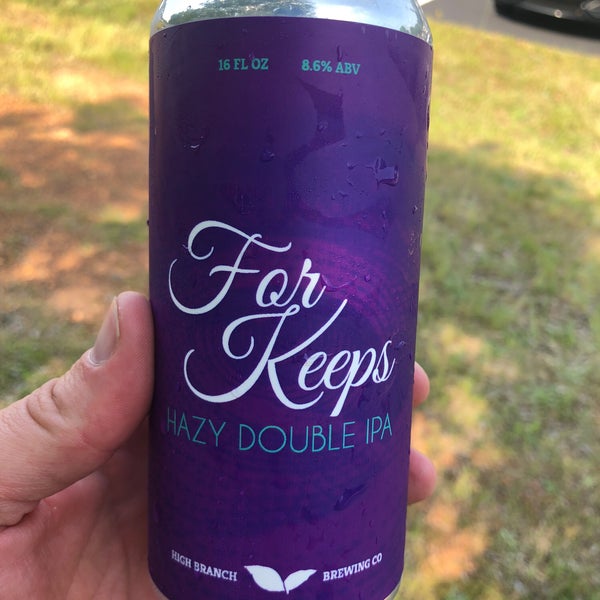 16 FL OZ 8.6% ABV
For
Keeps
HAZY DOUBLE IPA
HIGH BRANCH BREWING CO